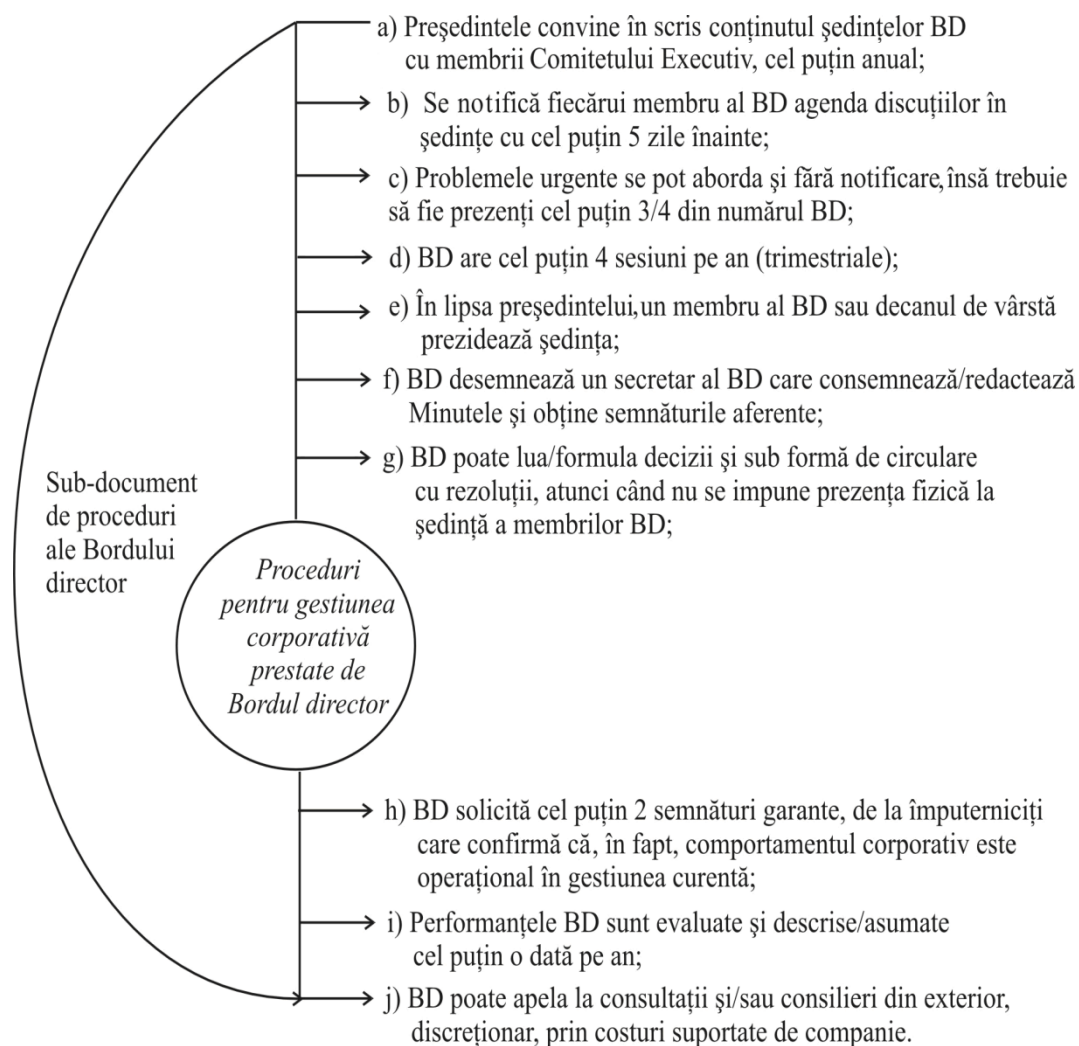 a) Preşedintele convine în scris conţinutul şedinţelor BD
cu membrii Comitetului Executiv, cel puţin anual;
b) Se notifică fiecărui membru al BD agenda discuţiilor în
şedinţe cu cel puţin 5 zile înainte;
c) Problemele urgente se pot aborda şi fără notificare, însă trebuie
să fie prezenţi cel puţin 3/4 din numărul BD;
d) BD are cel puţin 4 sesiuni pe an (trimestriale);
e) În lipsa preşedintelui, un membru al BD sau decanul de vârstă
prezidează şedinţa;
f) BD desemnează un secretar al BD care consemnează/redactează
Minutele şi obţine semnăturile aferente;
g) BD poate lua/formula decizii şi sub formă de circulare
cu rezoluţii, atunci când nu se impune prezenţa fizică la
şedinţă a membrilor BD;
Sub-document
de proceduri
ale Bordului
director
Proceduri
pentru gestiunea
corporativă
prestate de
Bordul director
h) BD solicită cel puţin 2 semnături garante, de la împuterniciţi
care confirmă că, în fapt, comportamentul corporativ este
operaţional în gestiunea curentă;
i) Performanţele BD sunt evaluate şi descrise/asumate
cel puţin o dată pe an;
j) BD poate apela la consultaţii şi/sau consilieri din exterior,
discreţionar, prin costuri suportate de companie.